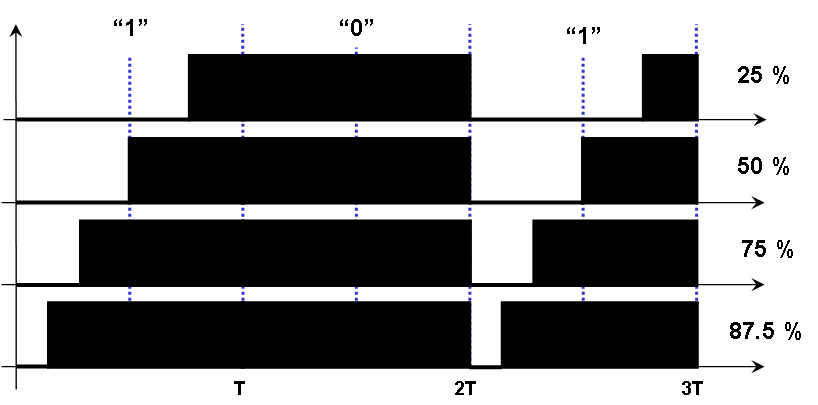 “1”
“0”
“1”
25 %
50 %
75 %
87.5 %
T
2T
3T